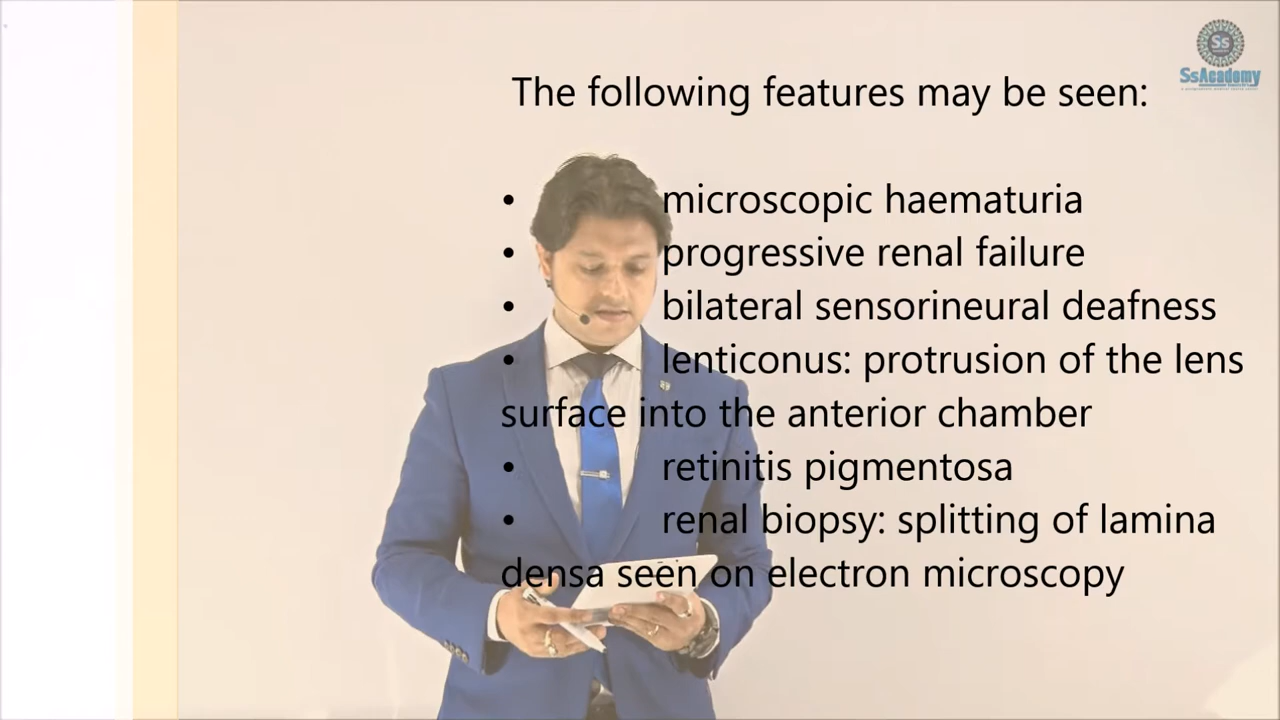 Ss
SsAcademy
The following features may be seen:
• microscopic haematuria
• progressive renal failure
• bilateral sensorineural deafness
• lenticonus: protrusion of the lens
surface into the anterior chamber
• retinitis pigmentosa
• renal biopsy: splitting of lamina
densa seen on electron microscopy